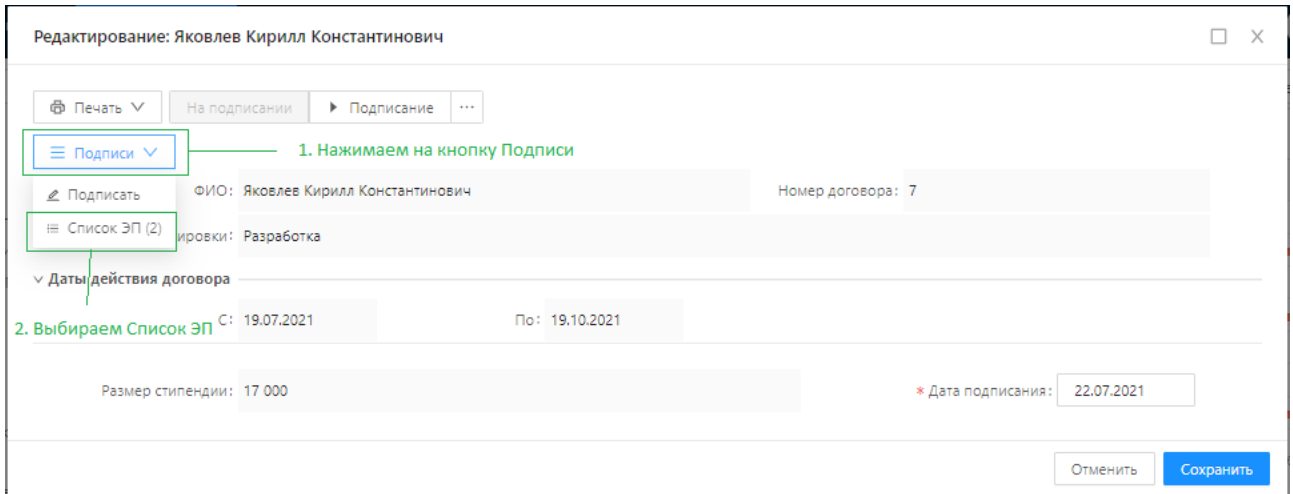 Редактирование: Яковлев Кирилл Константинович
Печать На подписании Подписание ...
Подписи 1. Нажимаем на кнопку Подписи
Подписать ФИО: Яковлев Кирилл Константинович Номер договора: 7
Список ЭП (2) ировки: Разработка
Даты действия договора
2. Выбираем Список ЭП С: 19.07.2021 По: 19.10.2021
Размер стипендии: 17 000 * Дата подписания: 22.07.2021
Отменить Сохранить